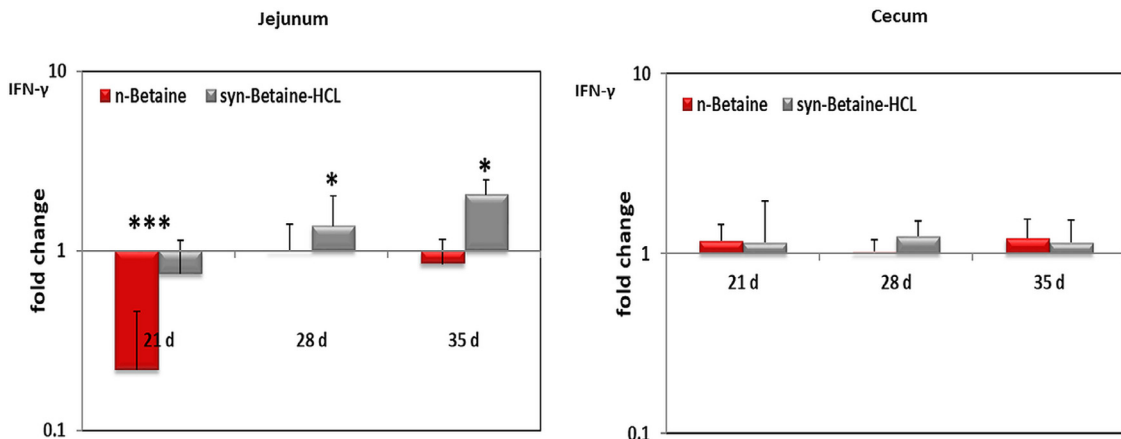 Jejunum
10
IFN-γ
n-Betaine syn-Betaine-HCL
*
*
***
fold change
1
21 d 28 d 35 d
0.1
Cecum
10
IFN-γ
n-Betaine syn-Betaine-HCL
fold change
1
21 d 28 d 35 d
0.1